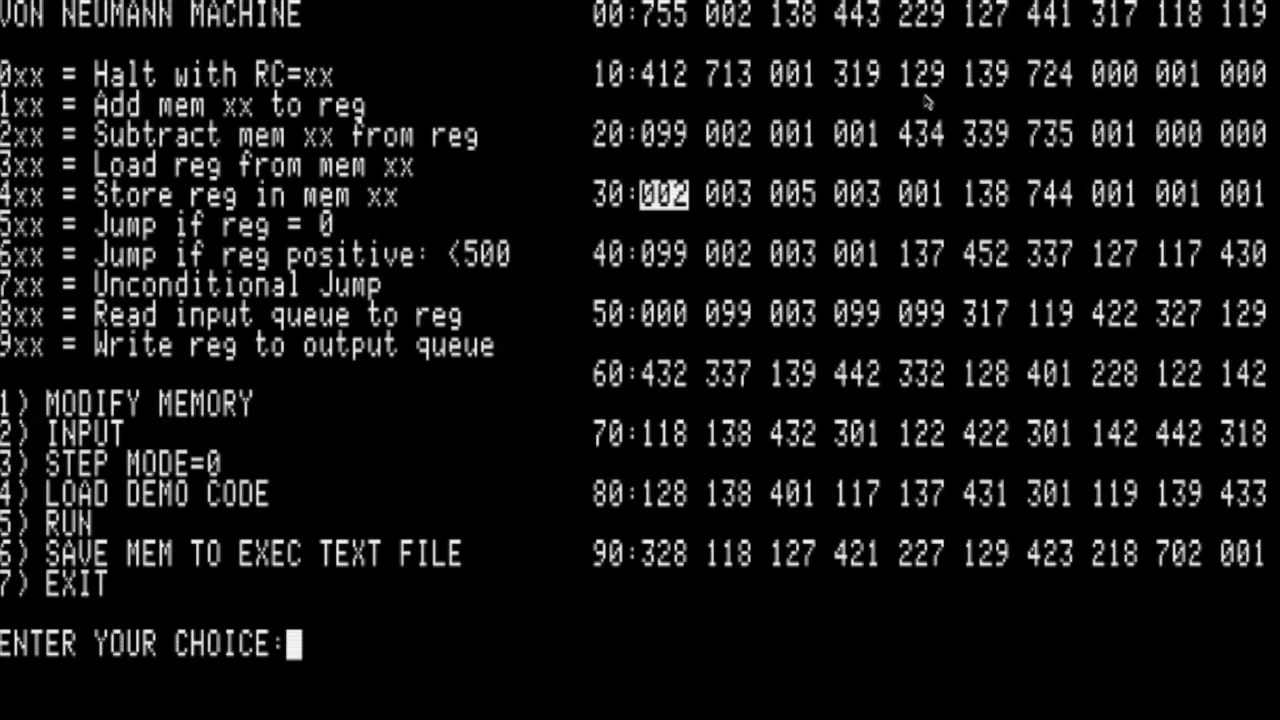 VON NEUMANN MACHINE 00:755 002 138 443 229 127 441 317 118 119
0xx = Halt with RC=xx 10:412 713 001 319 129 139 724 000 001 000
1xx = Add mem xx to reg
2xx = Subtract mem xx from reg 20:099 002 001 001 434 339 735 001 000 000
3xx = Load reg from mem xx
4xx = Store reg in mem xx 30:002 003 005 003 001 138 744 001 001 001
5xx = Jump if reg = 0
6xx = Jump if reg positive: <500 40:099 002 003 001 137 452 337 127 117 430
7xx = Unconditional Jump
8xx = Read input queue to reg 50:000 099 003 099 099 317 119 422 327 129
9xx = Write reg to output queue
60:432 337 139 442 332 128 401 228 122 142
1) MODIFY MEMORY
2) INPUT 70:118 138 432 301 122 422 301 142 442 318
3) STEP MODE=0
4) LOAD DEMO CODE 80:128 138 401 117 137 431 301 119 139 433
5) RUN
6) SAVE MEM TO EXEC TEXT FILE 90:328 118 127 421 227 129 423 218 702 001
7) EXIT
ENTER YOUR CHOICE: